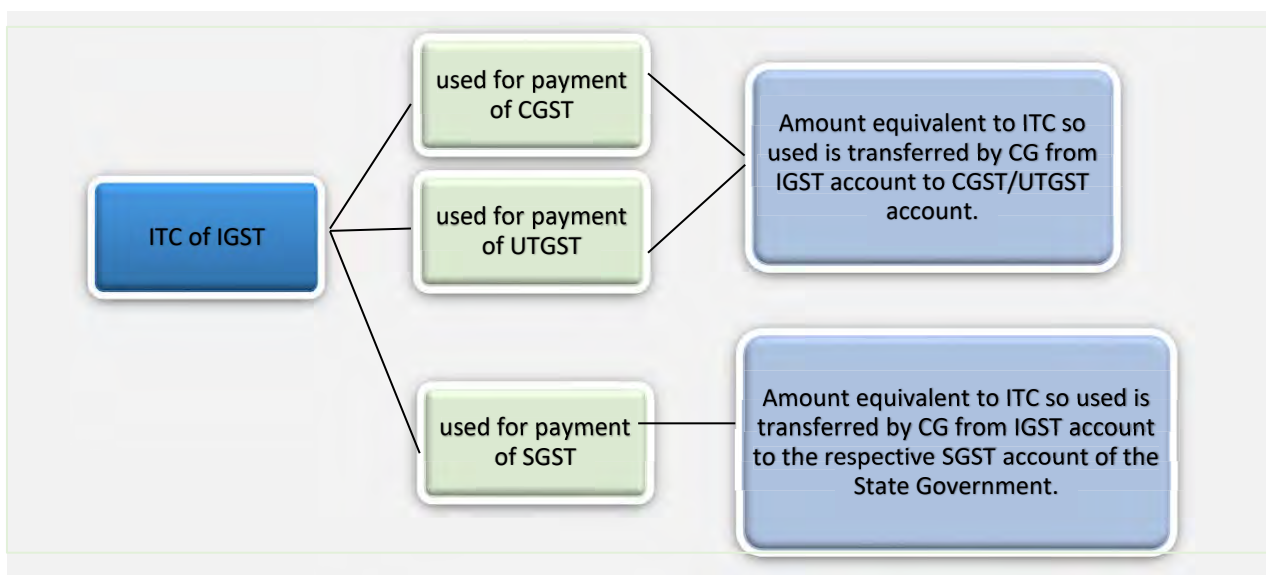 ITC of IGST
used for payment
of CGST
used for payment
of UTGST
used for payment
of SGST
Amount equivalent to ITC so
used is transferred by CG from
IGST account to CGST/UTGST
account.
Amount equivalent to ITC so used is
transferred by CG from IGST account
to the respective SGST account of the
State Government.